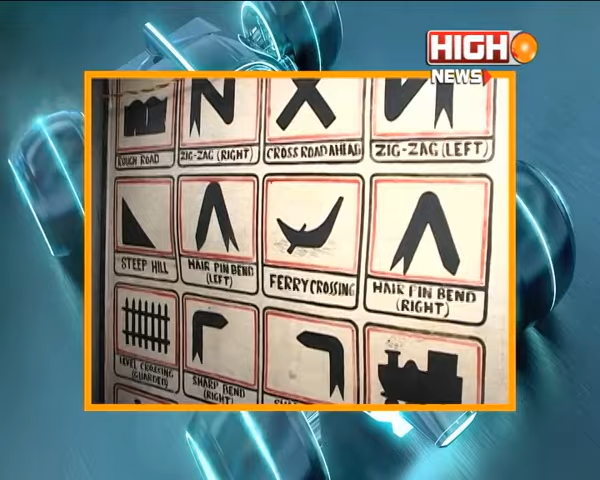 HIGH
NEWS
ROUGH ROAD
ZIG-ZAG (RIGHT)
CROSS ROAD AHEAD
ZIG-ZAG (LEFT)
STEEP HILL
HAIR PIN BEND
(LEFT)
FERRY CROSSING
HAIR PIN BEND
(RIGHT)
LEVEL CROSSING
(GUARDED)
SHARP BEND
(RIGHT)